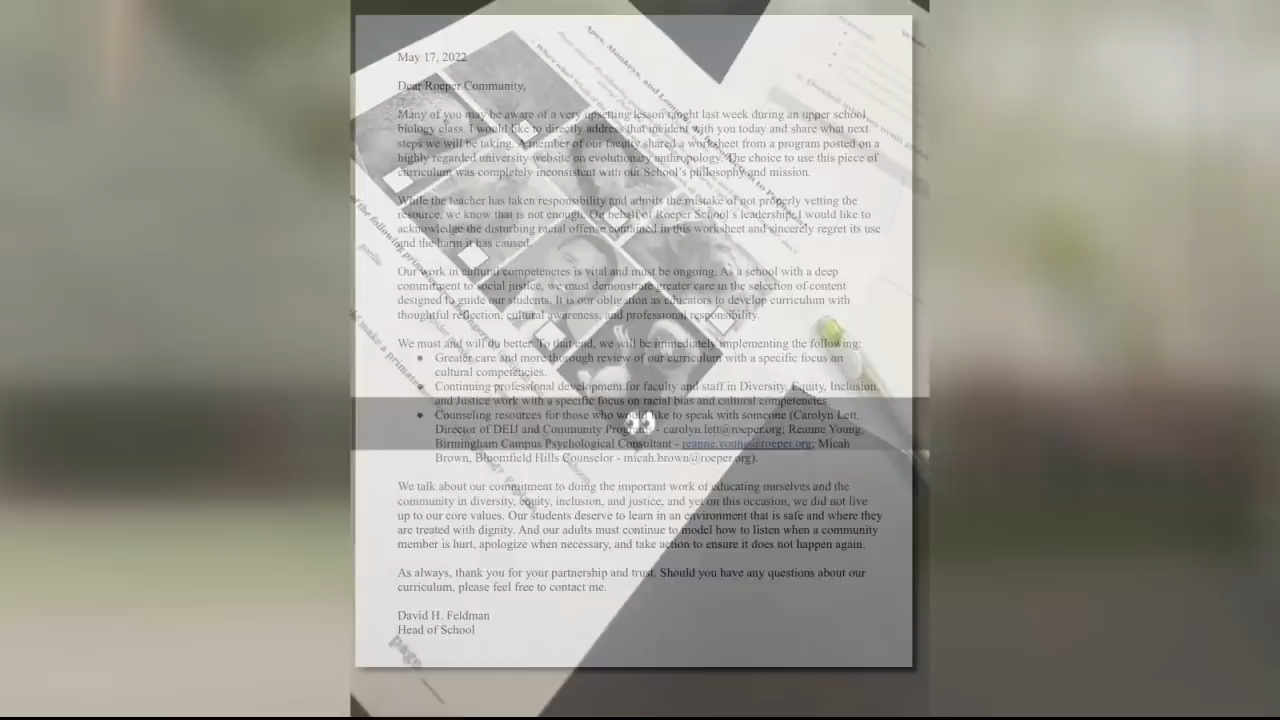 May 17, 2022
Dear Roeper Community,
Many of you may be aware of a very upsetting lesson taught last week during an upper school
biology class. I would like to directly address that incident with you today and share what next
steps we will be taking. A member of our faculty shared a worksheet from a program posted on a
highly regarded university website on evolutionary anthropology. The choice to use this piece of
curriculum was completely inconsistent with our School's philosophy and mission.
While the teacher has taken responsibility and admits the mistake of not properly vetting the
resource, we know that is not enough. On behalf of Roeper School's leadership, I would like to
acknowledge the disturbing racial offense contained in this worksheet and sincerely regret its use
and the harm it has caused.
Our work in cultural competencies is vital and must be ongoing. As a school with a deep
commitment to social justice, we must demonstrate greater care in the selection of content
designed to guide our students. It is our obligation as educators to develop curriculum with
thoughtful reflection, cultural awareness, and professional responsibility.
We must and will do better. To that end, we will be immediately implementing the following:
● Greater care and more thorough review of our curriculum with a specific focus on
cultural competencies.
● Continuing professional development for faculty and staff in Diversity, Equity, Inclusion,
and Justice work with a specific focus on racial bias and cultural competencies.
● Counseling resources for those who would like to speak with someone (Carolyn Lett,
Director of DEIJ and Community Programs - carolyn.lett@roeper.org; Reanne Young,
Birmingham Campus Psychological Consultant - reanne.young@roeper.org; Micah
Brown, Bloomfield Hills Counselor - micah.brown@roeper.org).
We talk about our commitment to doing the important work of educating ourselves and the
community in diversity, equity, inclusion, and justice, and yet on this occasion, we did not live
up to our core values. Our students deserve to learn in an environment that is safe and where they
are treated with dignity. And our adults must continue to model how to listen when a community
member is hurt, apologize when necessary, and take action to ensure it does not happen again.
As always, thank you for your partnership and trust. Should you have any questions about our
curriculum, please feel free to contact me.
David H. Feldman
Head of School
Apes, Monkeys, and
of the following prim
make a primate
page